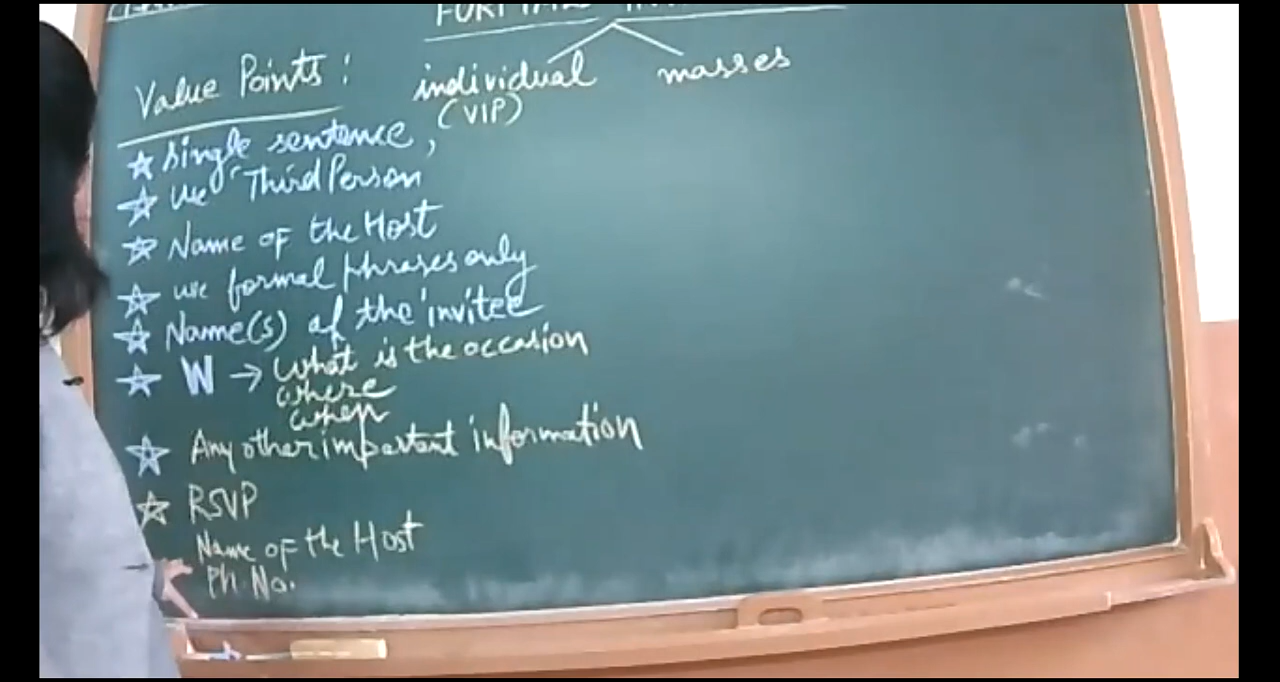 Value Points :
individual masses
(VIP)
☆ Single sentence,
☆ Use Third Person
☆ Name of the Host
☆ use formal phrases only
☆ Name(s) of the invitee
☆ W → What is the occasion
where
when
☆ Any other important information
☆ RSVP
Name of the Host
Ph. No.